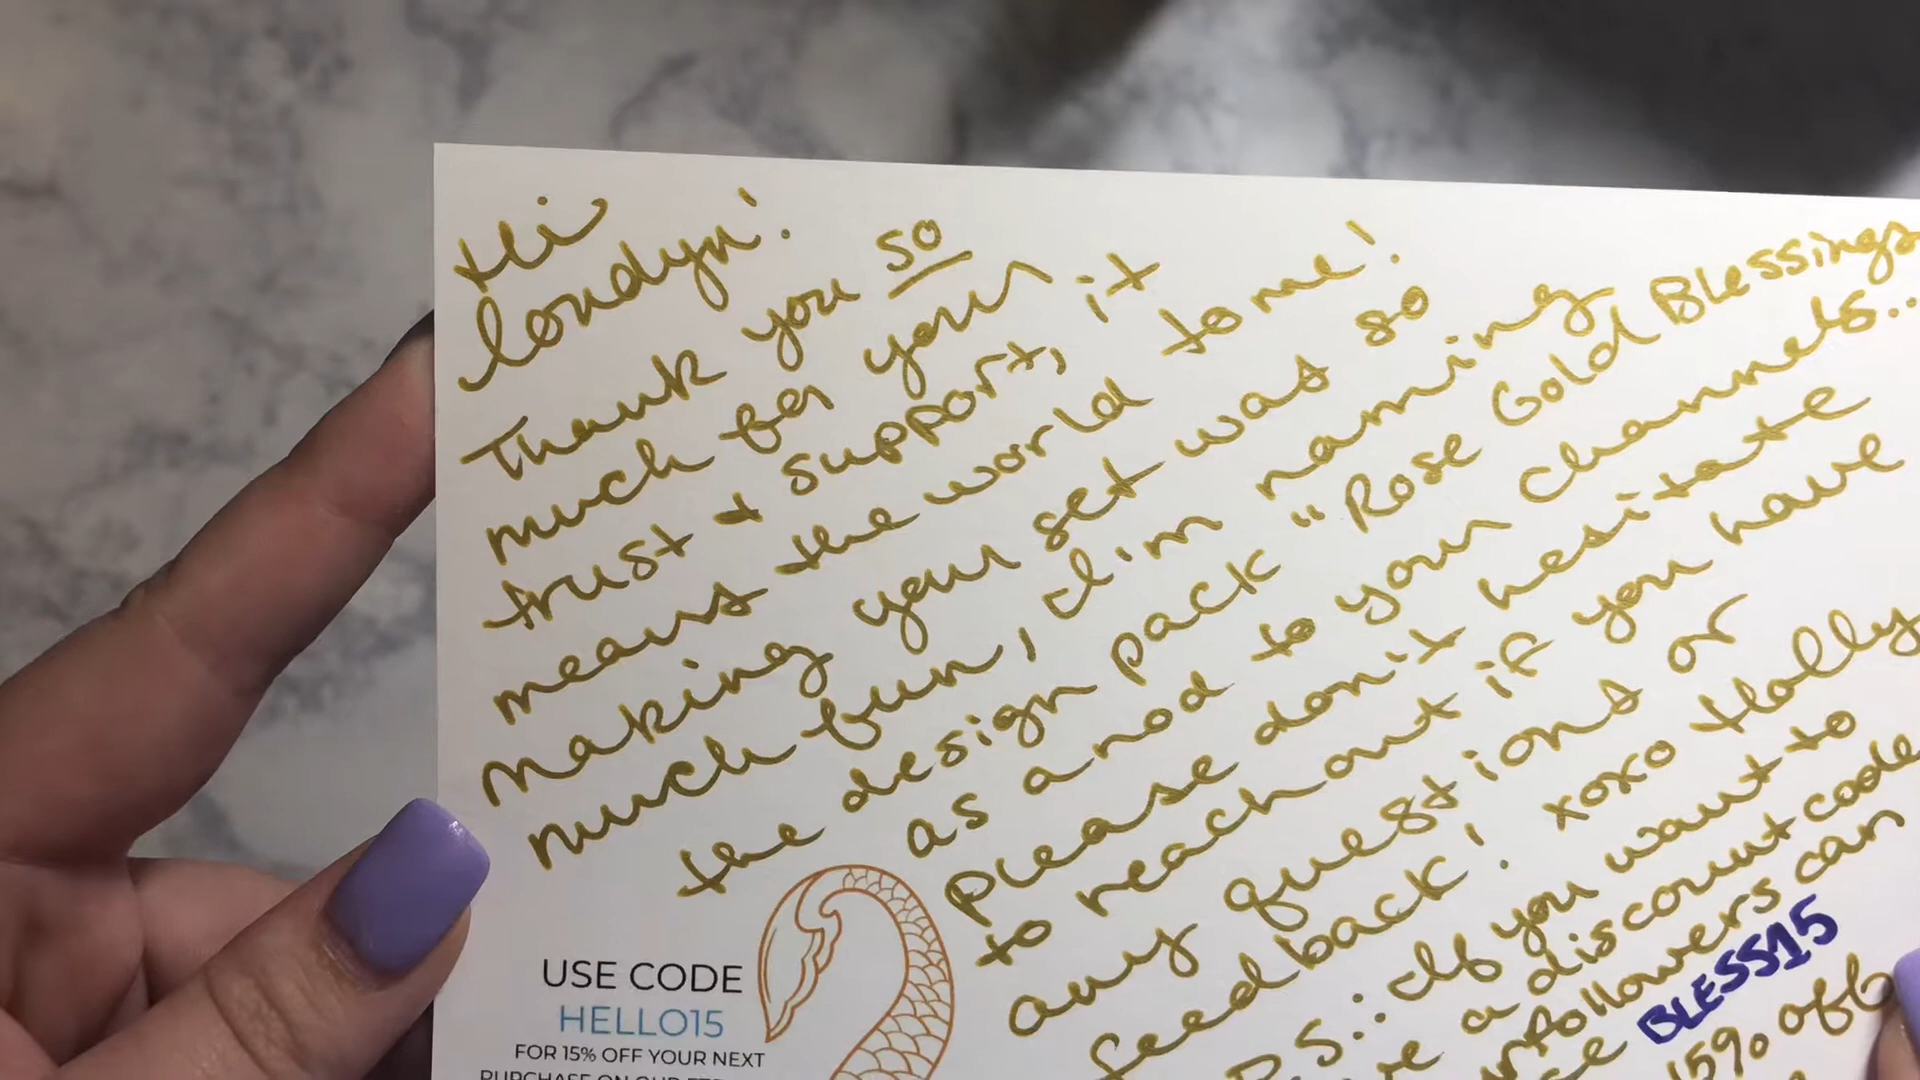 Hi
Londyn!
Thank you so
much for your
trust + support, it
means the world to me!
Making your set was so
much fun, I'm naming
the design pack "Rose Gold Blessings
as a nod to your channels..
Please don't hesitate
to reach out if you have
any questions or
feedback! xoxo Holly
P.S.: If you want to
a discount code
followers can
BLESS15
15% off
USE CODE
HELLO15
FOR 15% OFF YOUR NEXT
PURCHASE ON OUR